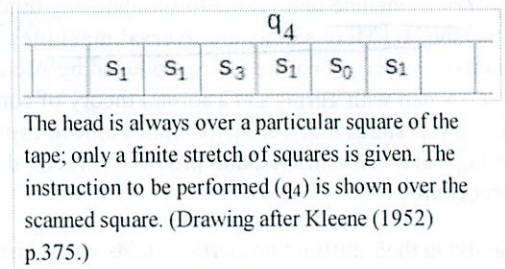 q4
S1 S1 S3 S1 S0 S1
The head is always over a particular square of the
tape; only a finite stretch of squares is given. The
instruction to be performed (q4) is shown over the
scanned square. (Drawing after Kleene (1952)
p.375.)